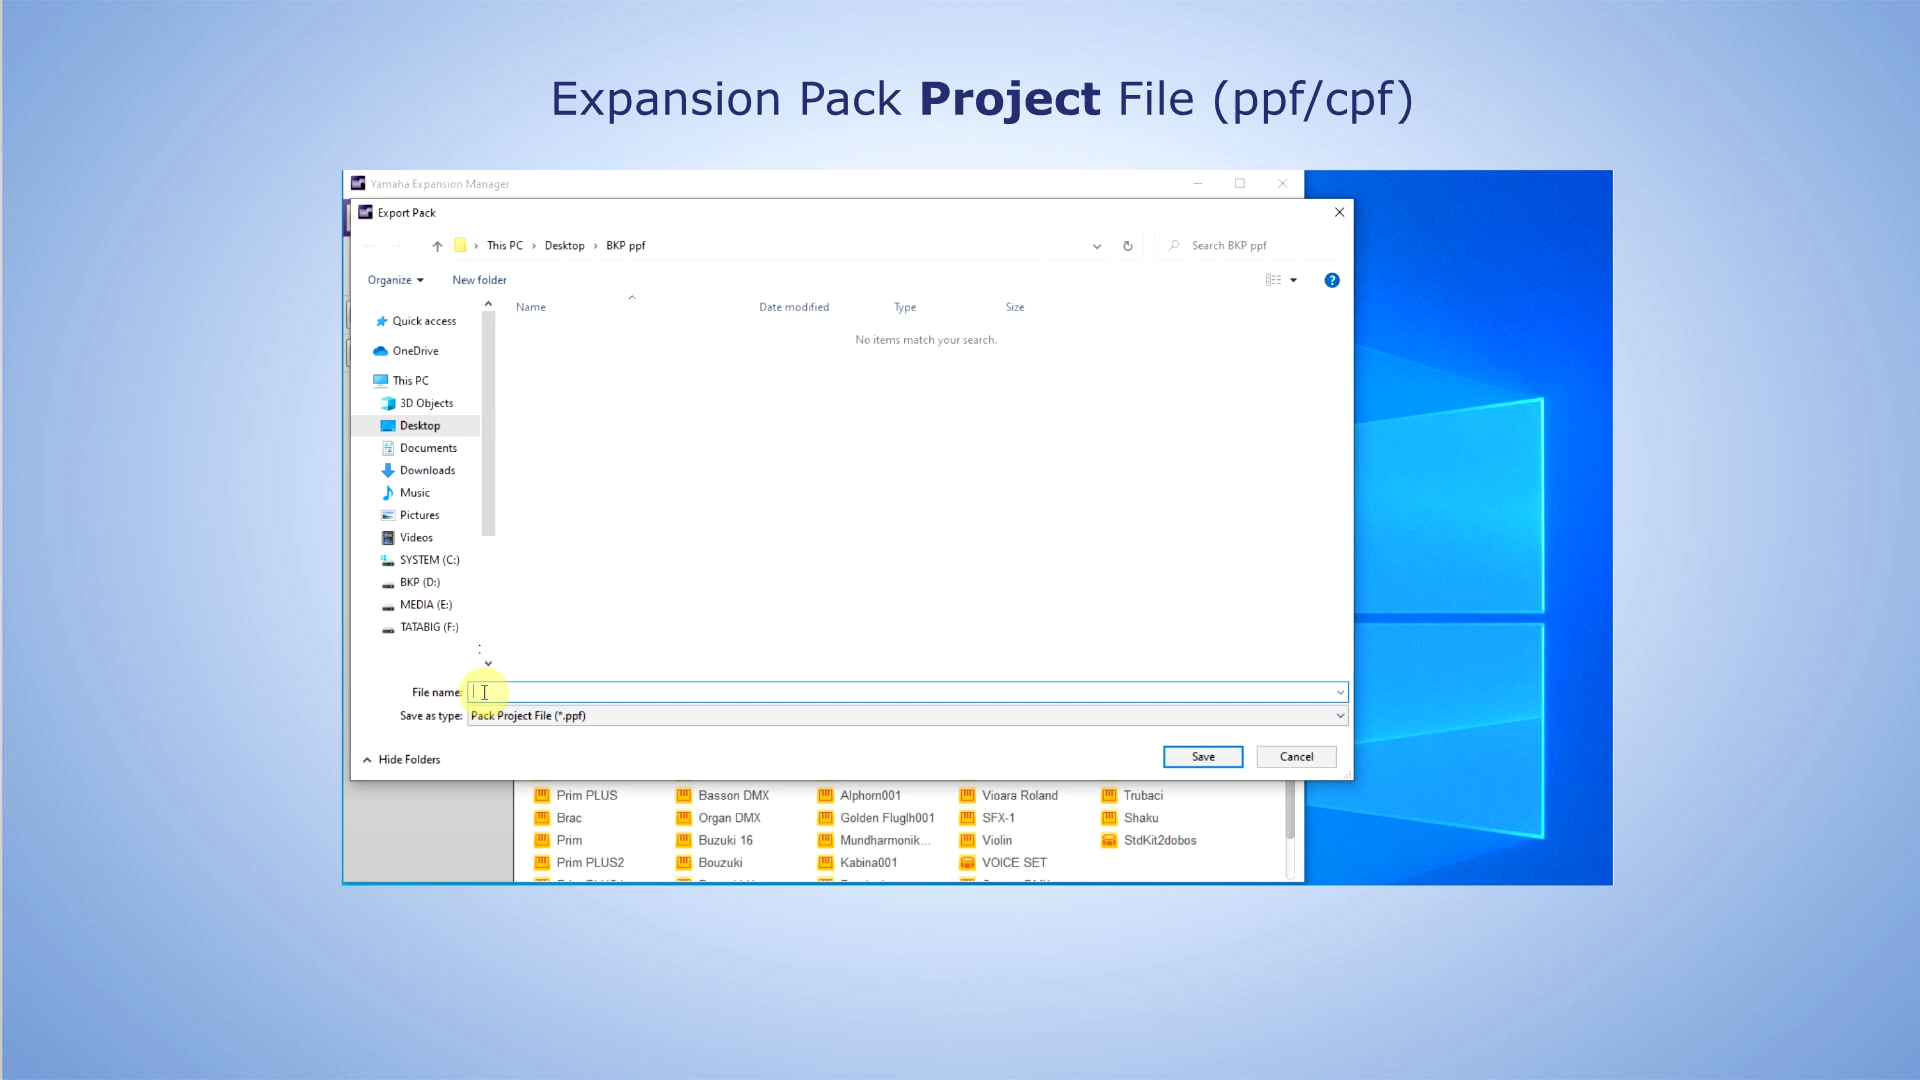 Expansion Pack Project File (ppf/cpf)
Yamaha Expansion Manager
Export Pack
This PC › Desktop › BKP ppf
Search BKP ppf
Organize
New folder
Name
Date modified
Type
Size
No items match your search.
Quick access
OneDrive
This PC
3D Objects
Desktop
Documents
Downloads
Music
Pictures
Videos
SYSTEM (C:)
BKP (D:)
MEDIA (E:)
TATABIG (F:)
File name:
Save as type: Pack Project File (*.ppf)
Hide Folders
Save
Cancel
Prim PLUS Basson DMX Alphorn001 Vioara Roland Trubaci
Brac Organ DMX Golden Fluglh001 SFX-1 Shaku
Prim Buzuki 16 Mundharmonik... Violin StdKit2dobos
Prim PLUS2 Bouzuki Kabina001 VOICE SET